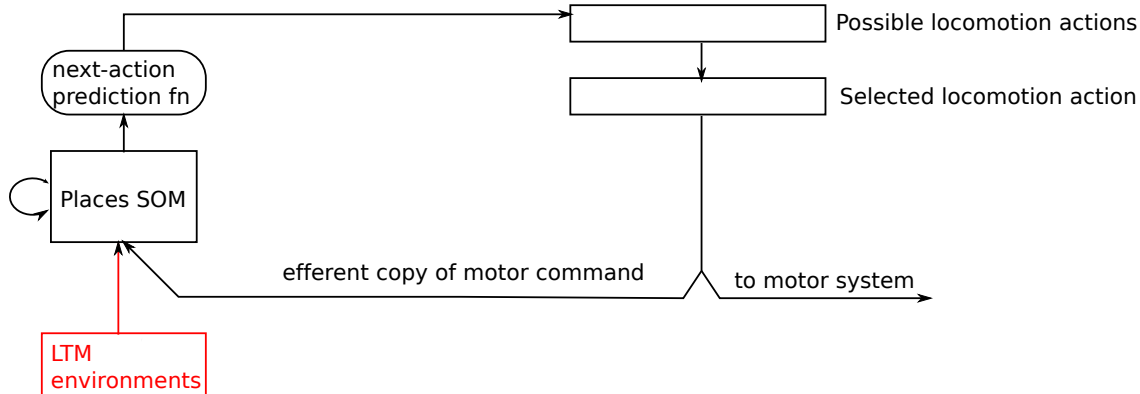 Possible locomotion actions
next-action
prediction fn
Selected locomotion action
Places SOM
efferent copy of motor command
to motor system
LTM
environments